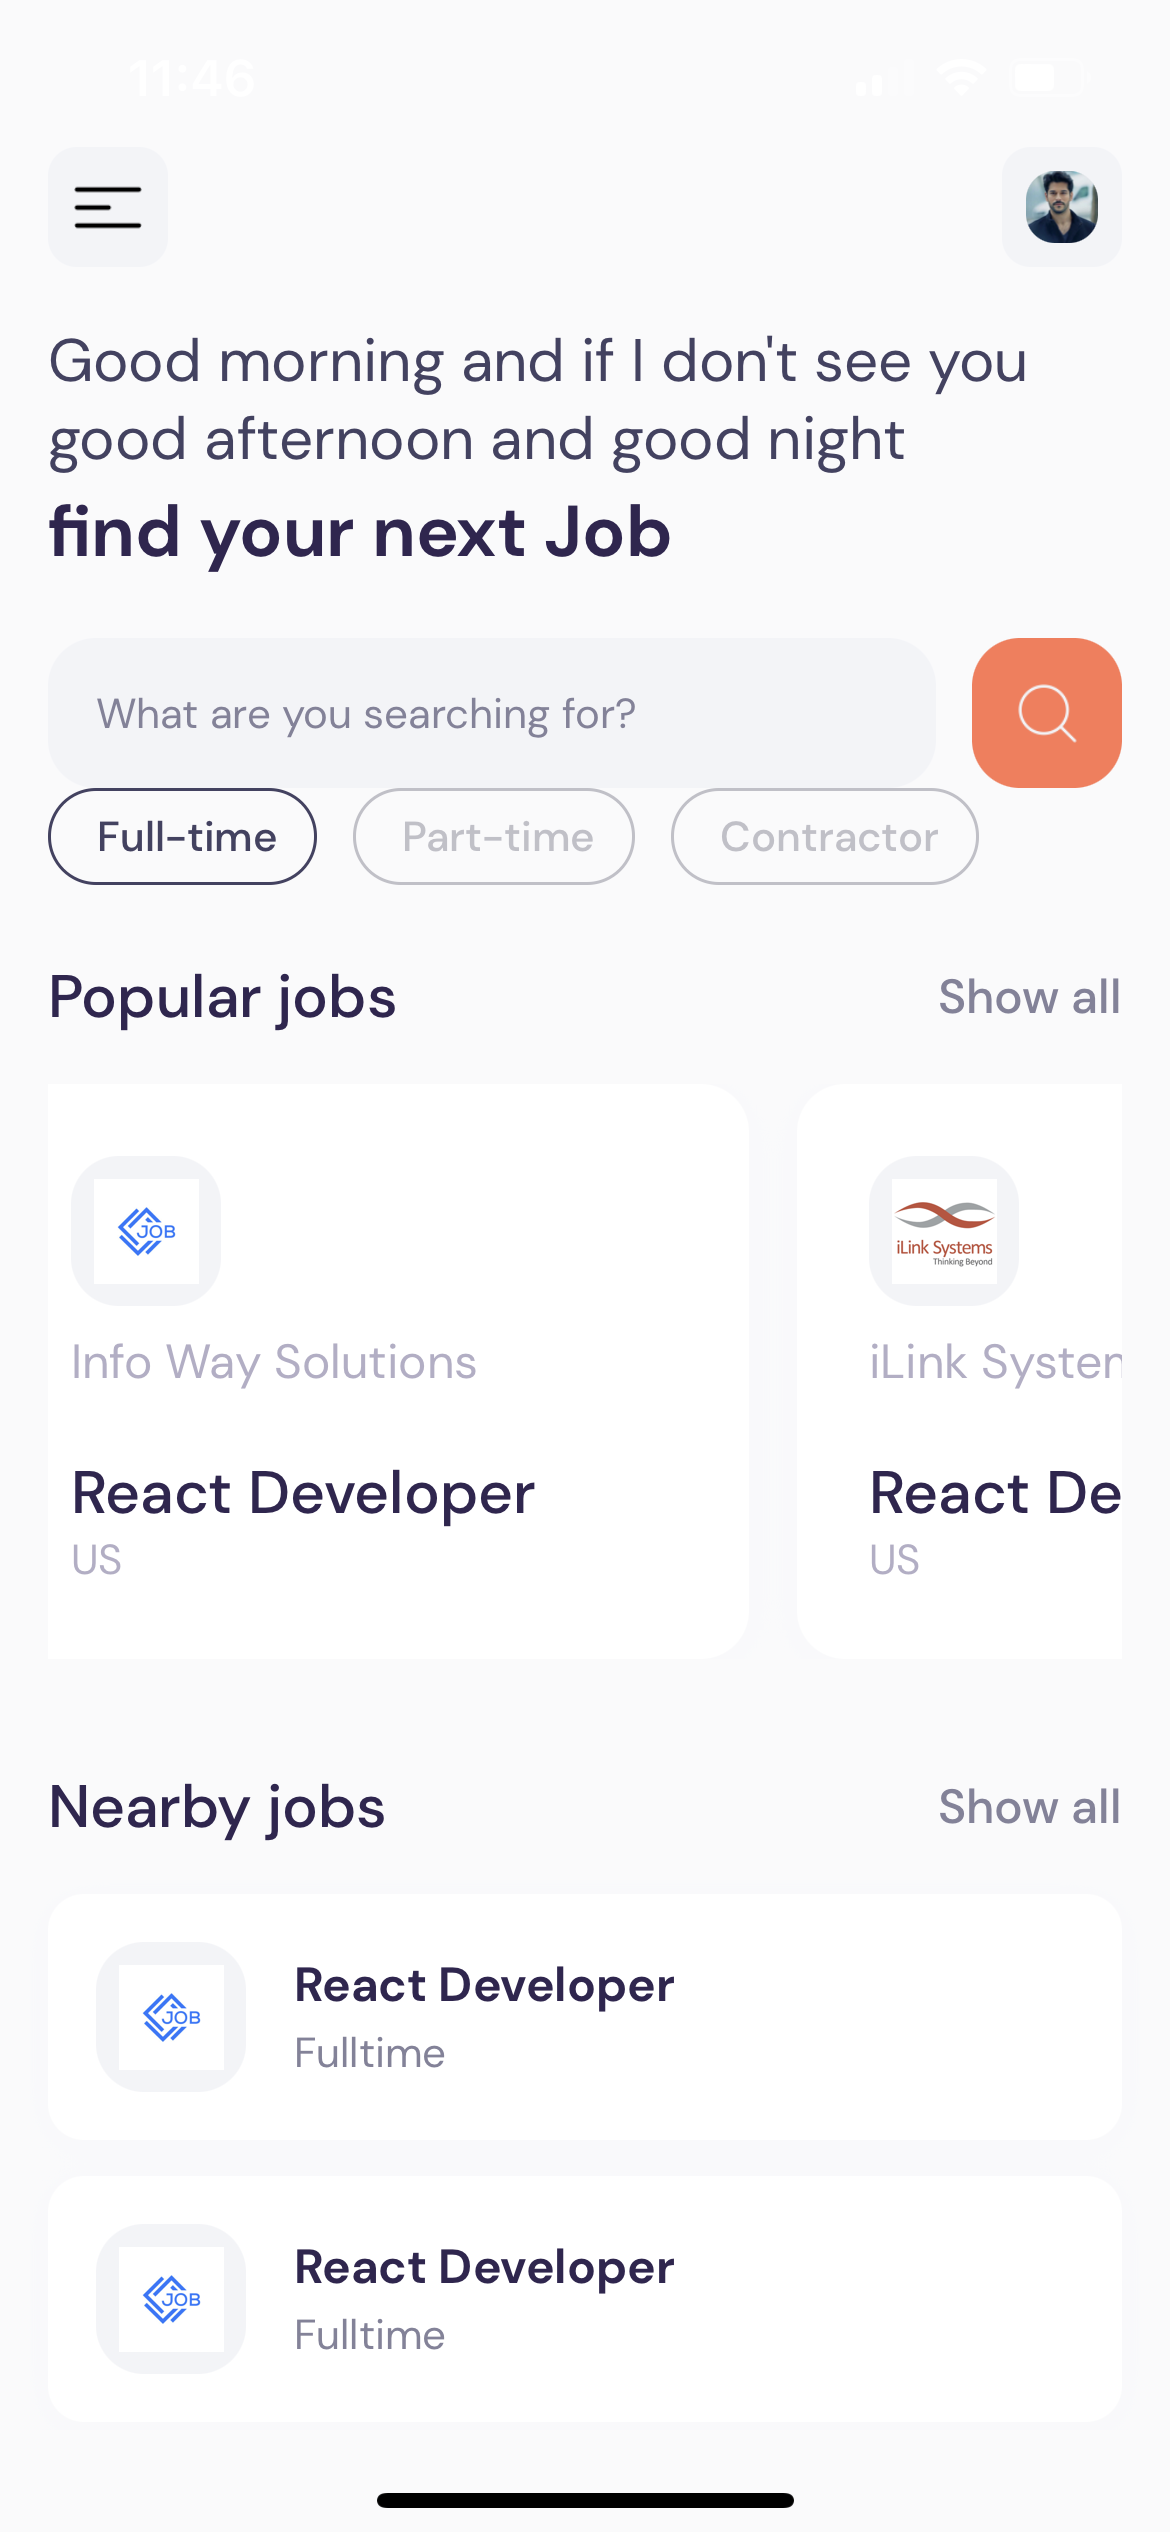 11:46
Good morning and if I don't see you
good afternoon and good night
find your next Job
What are you searching for?
Full-time Part-time Contractor
Popular jobs Show all
JOB
iLink Systems
Thinking Beyond
Info Way Solutions
iLink System
React Developer
React De
US
US
Nearby jobs Show all
JOB
React Developer
Fulltime
JOB
React Developer
Fulltime